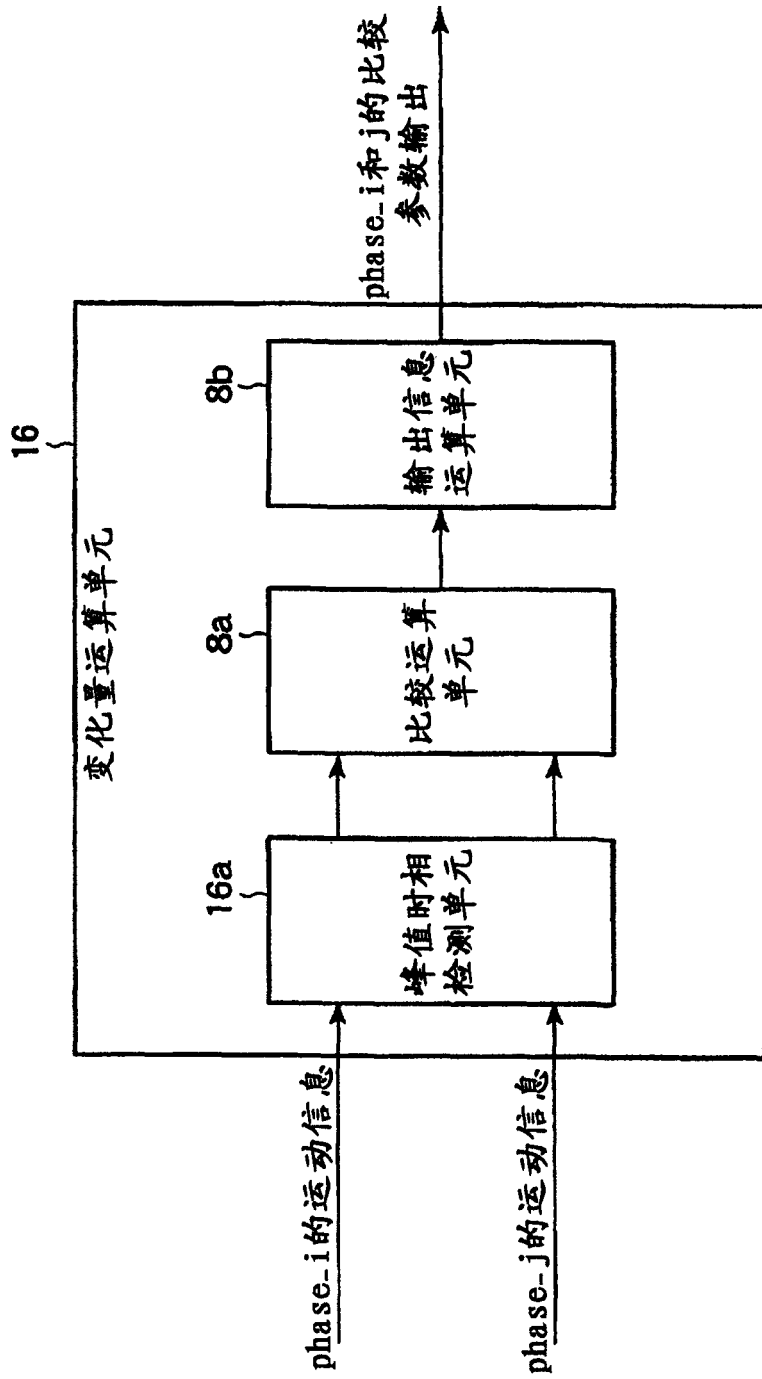 16
变化量运算单元
phase_i的运动信息
phase_j的运动信息
16a
峰值时相
检测单元
8a
比较运算
单元
8b
输出信息
运算单元
phase_i和j的比较
参数输出